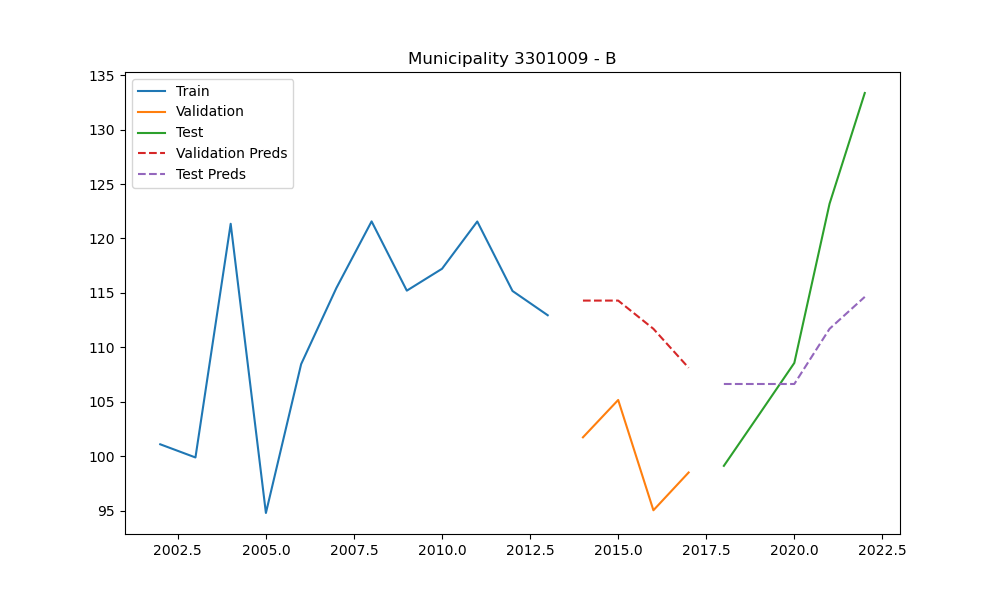 Municipality 3301009 - B
135
130
125
120
115
110
105
100
95
Train
Validation
Test
Validation Preds
Test Preds
2002.5 2005.0 2007.5 2010.0 2012.5 2015.0 2017.5 2020.0 2022.5